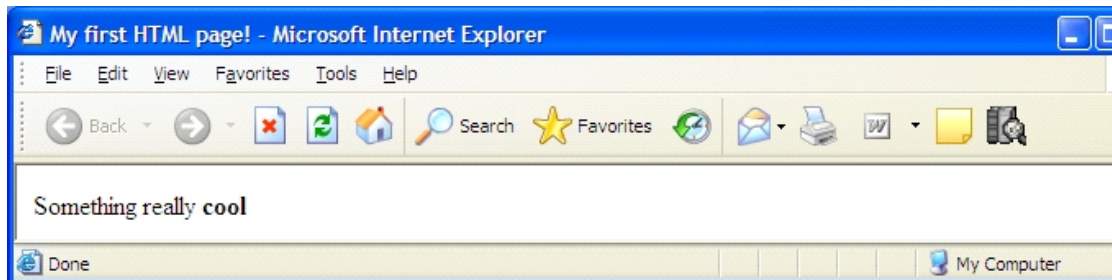 My first HTML page! - Microsoft Internet Explorer
File Edit View Favorites Tools Help
Back Search Favorites W
Something really cool
Done My Computer